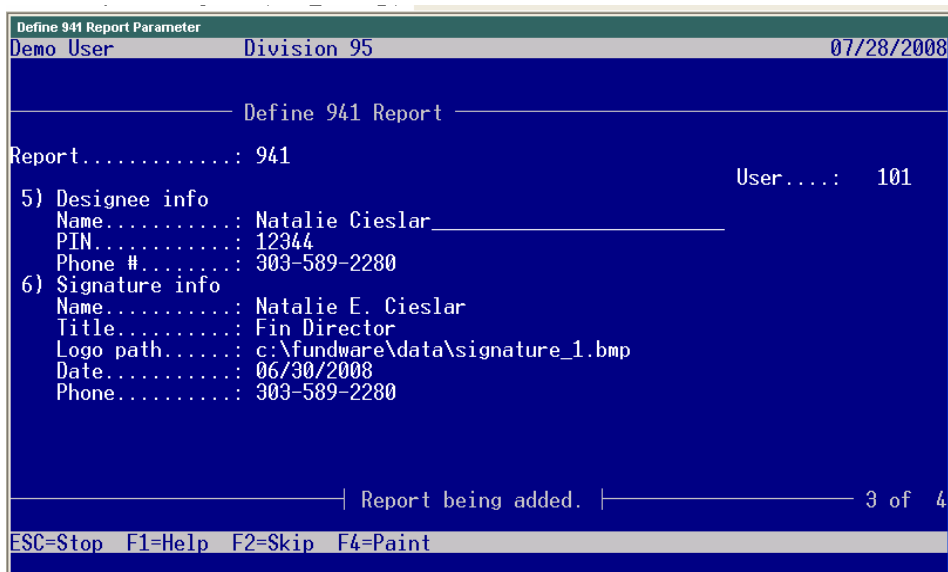 Define 941 Report Parameter
Demo User Division 95 07/28/2008
Define 941 Report
Report.............: 941
User....: 101
5) Designee info
Name...........: Natalie Cieslar
PIN............: 12344
Phone #........: 303-589-2280
6) Signature info
Name...........: Natalie E. Cieslar
Title..........: Fin Director
Logo path......: c:\fundware\data\signature_1.bmp
Date...........: 06/30/2008
Phone..........: 303-589-2280
Report being added. 3 of 4
ESC=Stop F1=Help F2=Skip F4=Paint